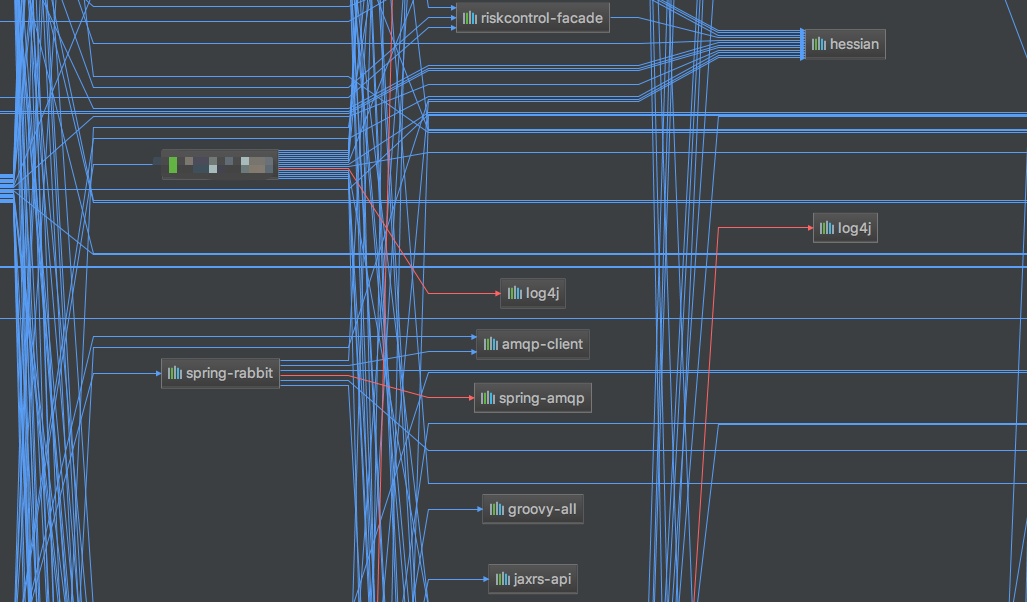 riskcontrol-facade
hessian
log4j
log4j
amqp-client
spring-rabbit
spring-amqp
groovy-all
jaxrs-api